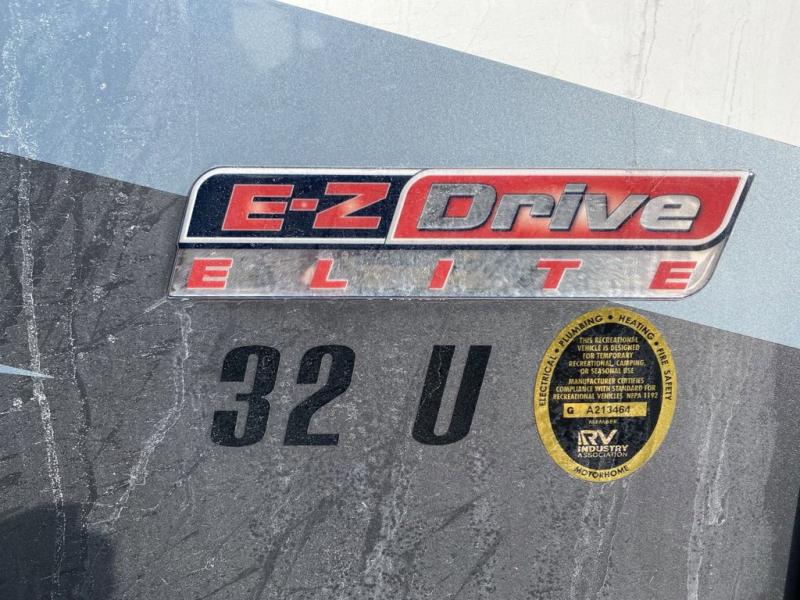 E-Z Drive
ELITE
32 U
ELECTRICAL • PLUMBING • HEATING • FIRE SAFETY
THIS RECREATIONAL
VEHICLE IS DESIGNED
FOR TEMPORARY
RECREATIONAL, CAMPING,
OR SEASONAL USE
MANUFACTURER CERTIFIES
COMPLIANCE WITH STANDARD FOR
RECREATIONAL VEHICLES NFPA 1192
G A213464
MEMBER
RV
INDUSTRY
ASSOCIATION
MOTORHOME